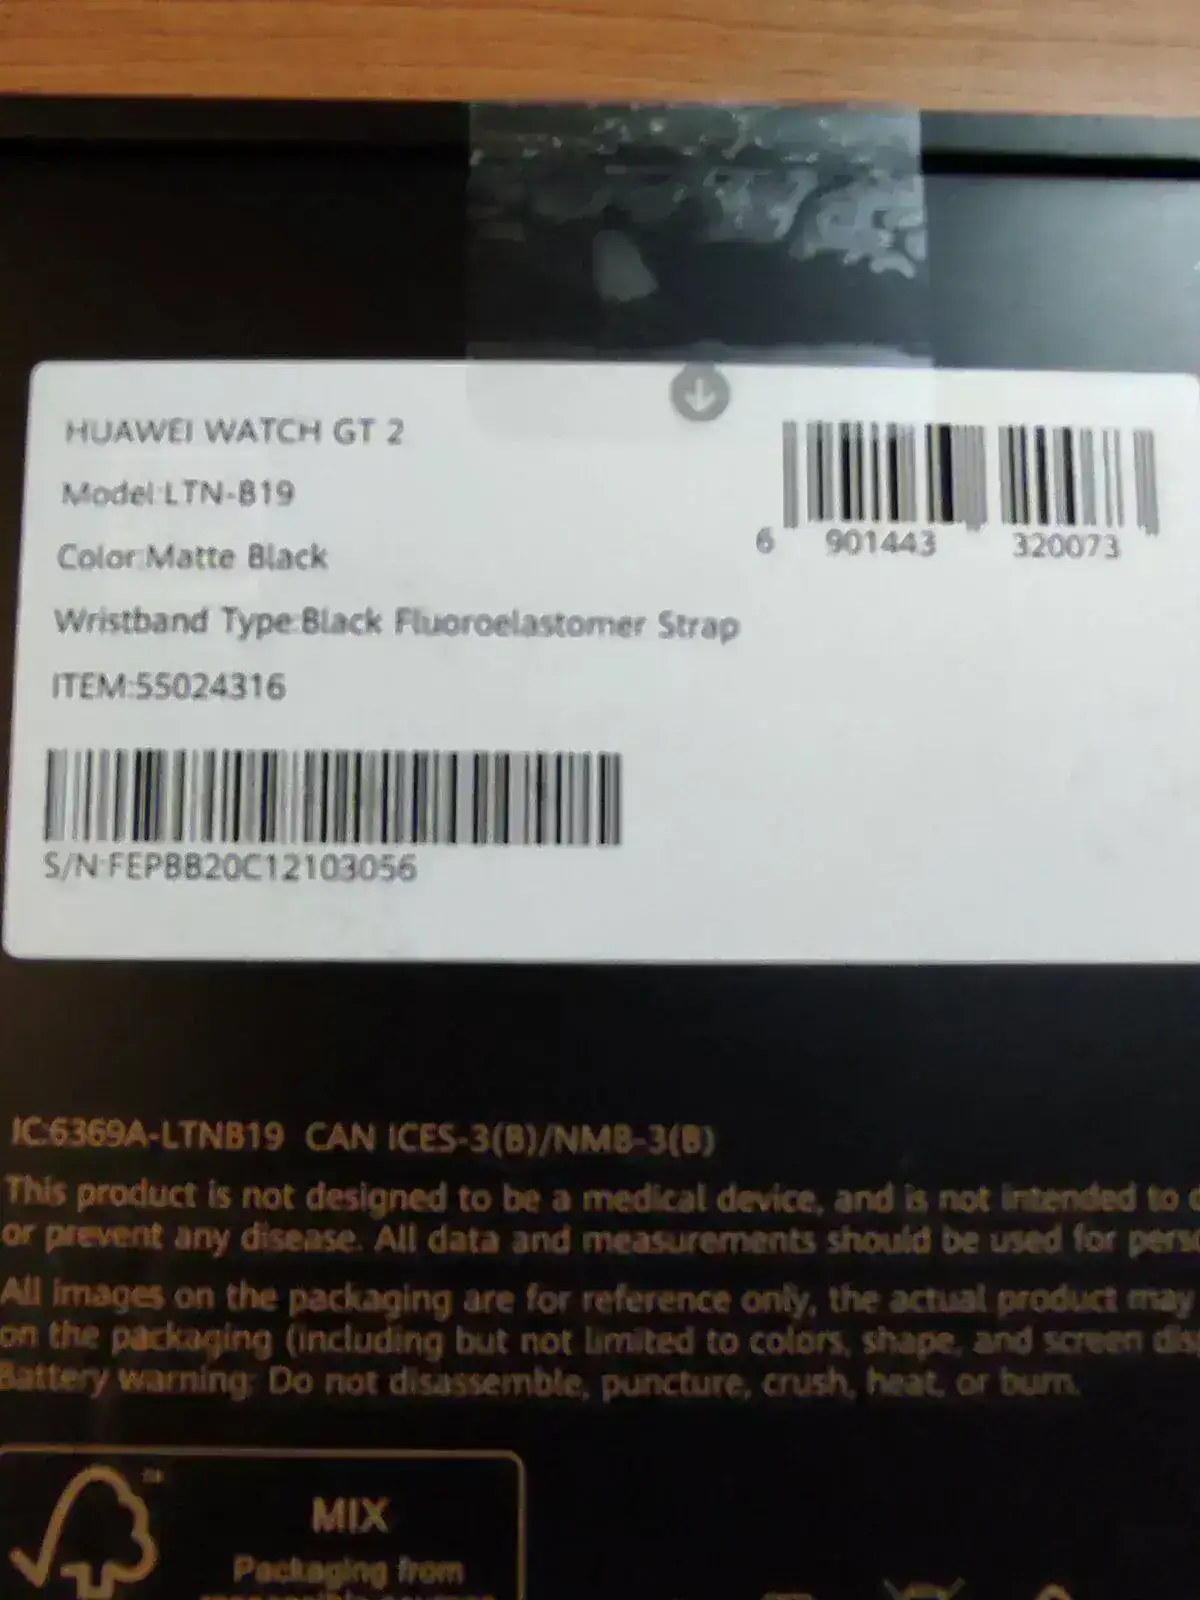 HUAWEI WATCH GT 2
Model:LTN-B19
Color:Matte Black
Wristband Type:Black Fluoroelastomer Strap
ITEM:55024316
6 901443 320073
S/N:FEPBB20C12103056
IC:6369A-LTNB19 CAN ICES-3(B)/NMB-3(B)
This product is not designed to be a medical device, and is not intended to
or prevent any disease. All data and measurements should be used for
All images on the packaging are for reference only, the actual product may
on the packaging (including but not limited to colors, shape, and screen
Battery warning: Do not disassemble, puncture, crush, heat, or burn.
™
MIX
Packaging from